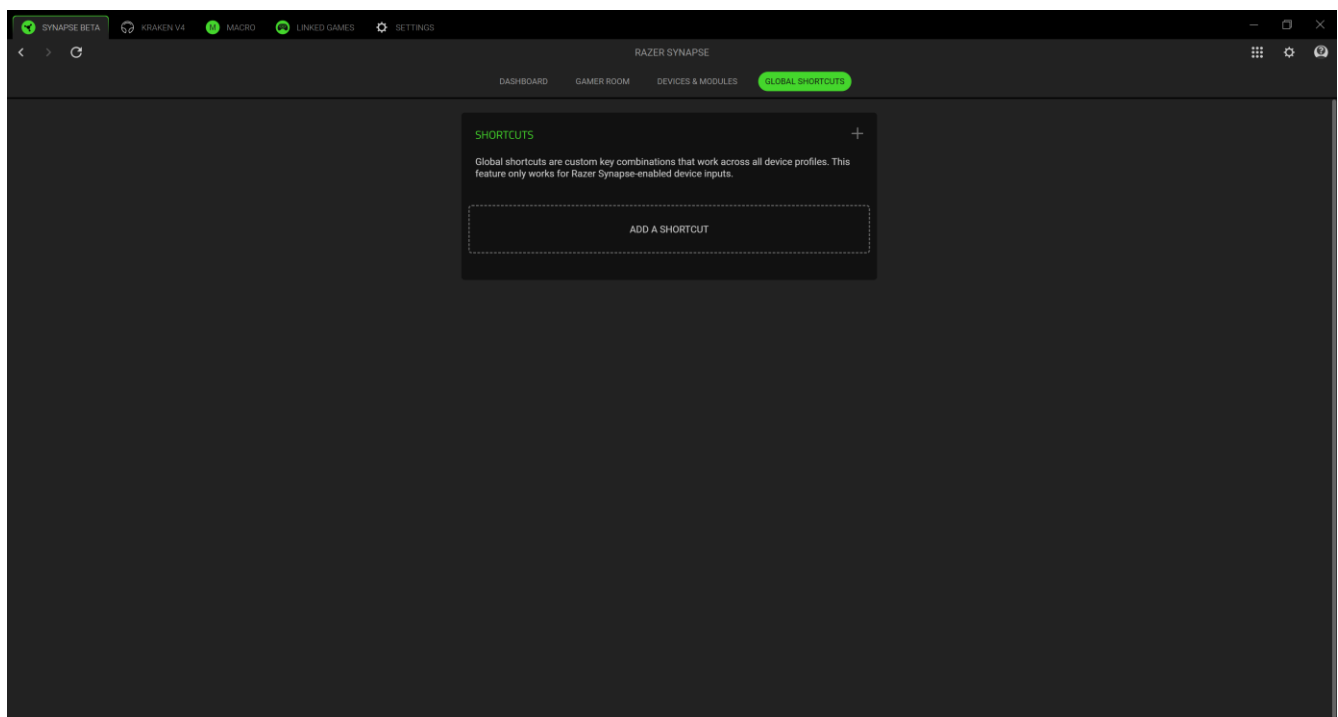 SYNAPSE BETA KRAKEN V4 M MACRO LINKED GAMES SETTINGS
RAZER SYNAPSE
DASHBOARD GAMER ROOM DEVICES & MODULES GLOBAL SHORTCUTS
SHORTCUTS
Global shortcuts are custom key combinations that work across all device profiles. This
feature only works for Razer Synapse-enabled device inputs.
ADD A SHORTCUT